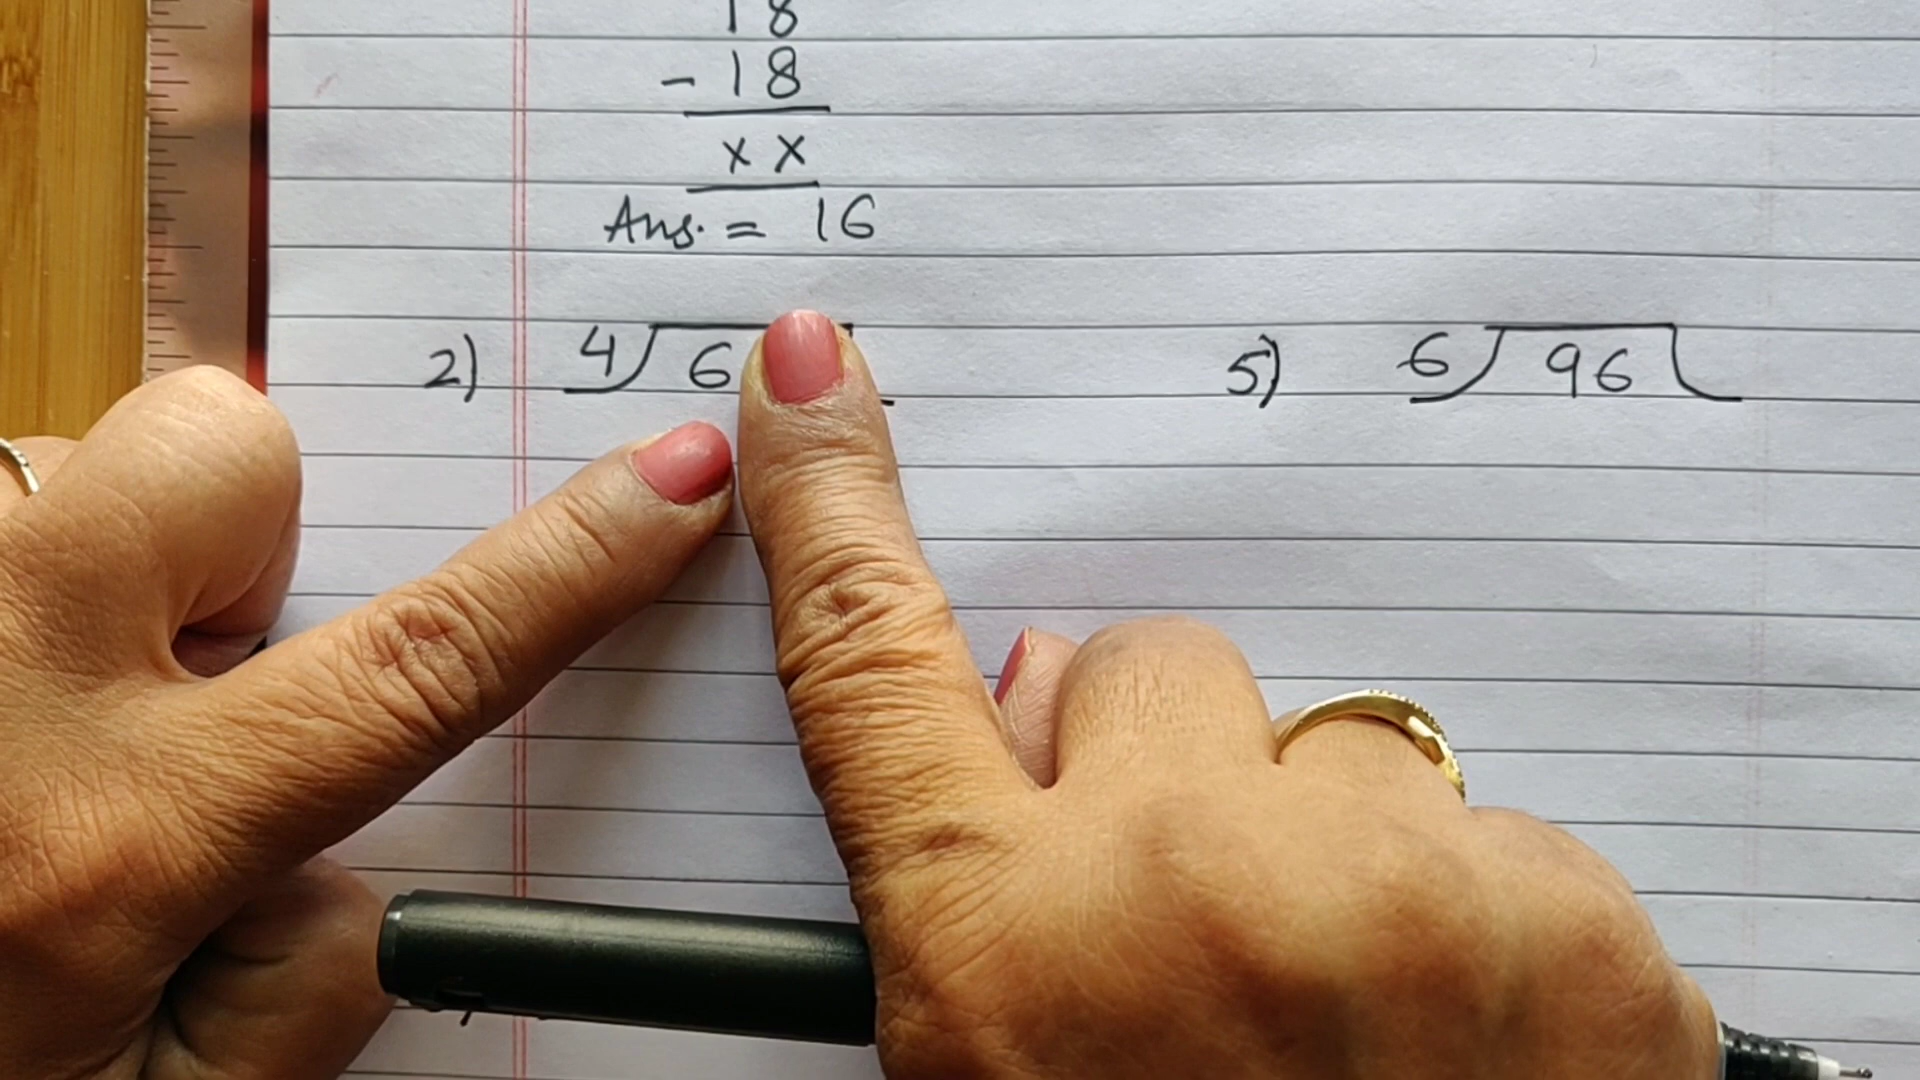 18
- 18
x x
Ans. = 16
2) 4 6
5) 6 96